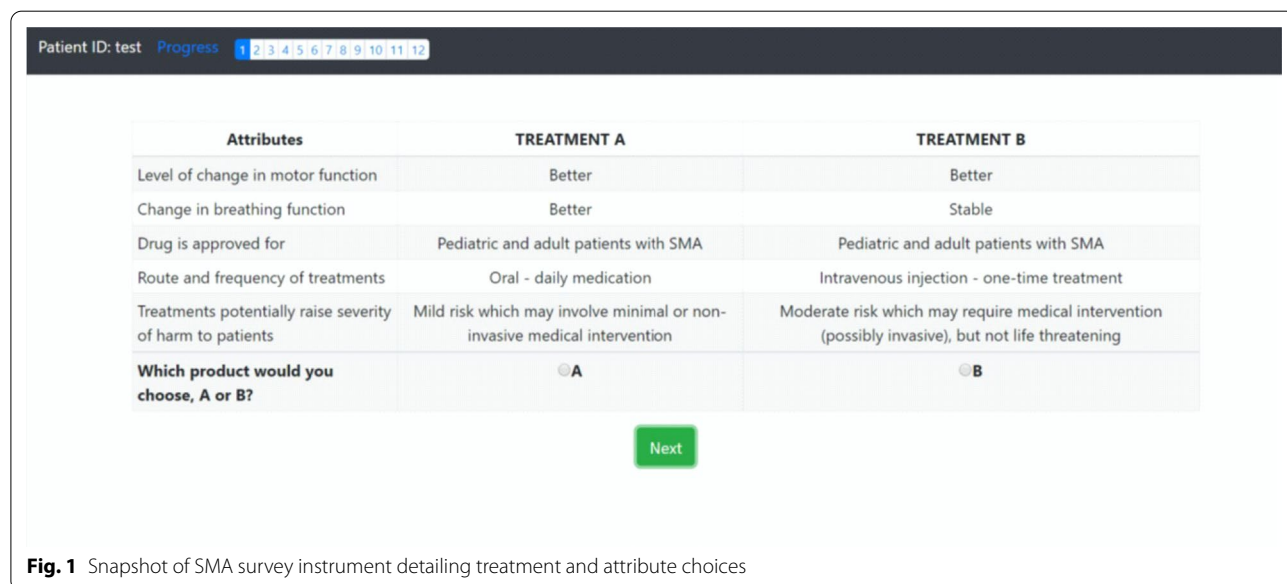 Patient ID: test Progress 1 2 3 4 5 6 7 8 9 10 11 12
Attributes TREATMENT A TREATMENT B
Level of change in motor function Better Better
Change in breathing function Better Stable
Drug is approved for Pediatric and adult patients with SMA Pediatric and adult patients with SMA
Route and frequency of treatments Oral - daily medication Intravenous injection - one-time treatment
Treatments potentially raise severity Mild risk which may involve minimal or non- Moderate risk which may require medical intervention
of harm to patients invasive medical intervention (possibly invasive), but not life threatening
Which product would you A B
choose, A or B?
Next
Fig. 1 Snapshot of SMA survey instrument detailing treatment and attribute choices